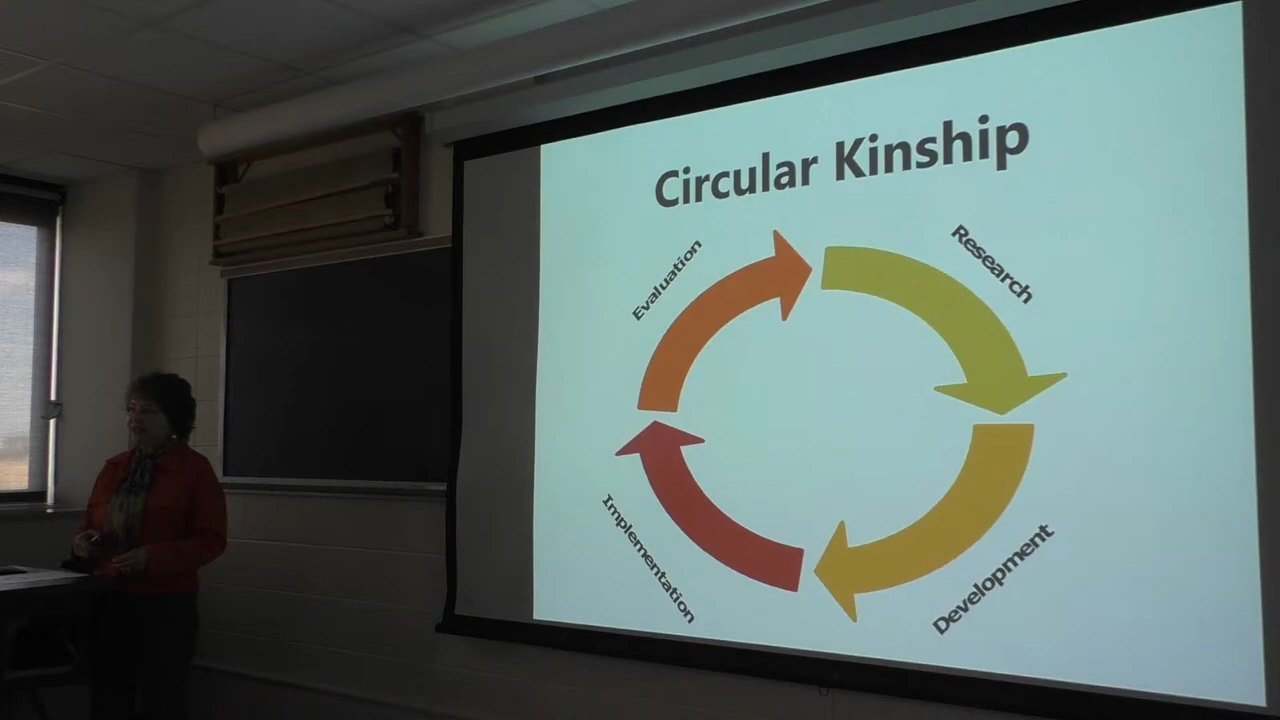 Circular Kinship
Evaluation
Research
Implementation
Development